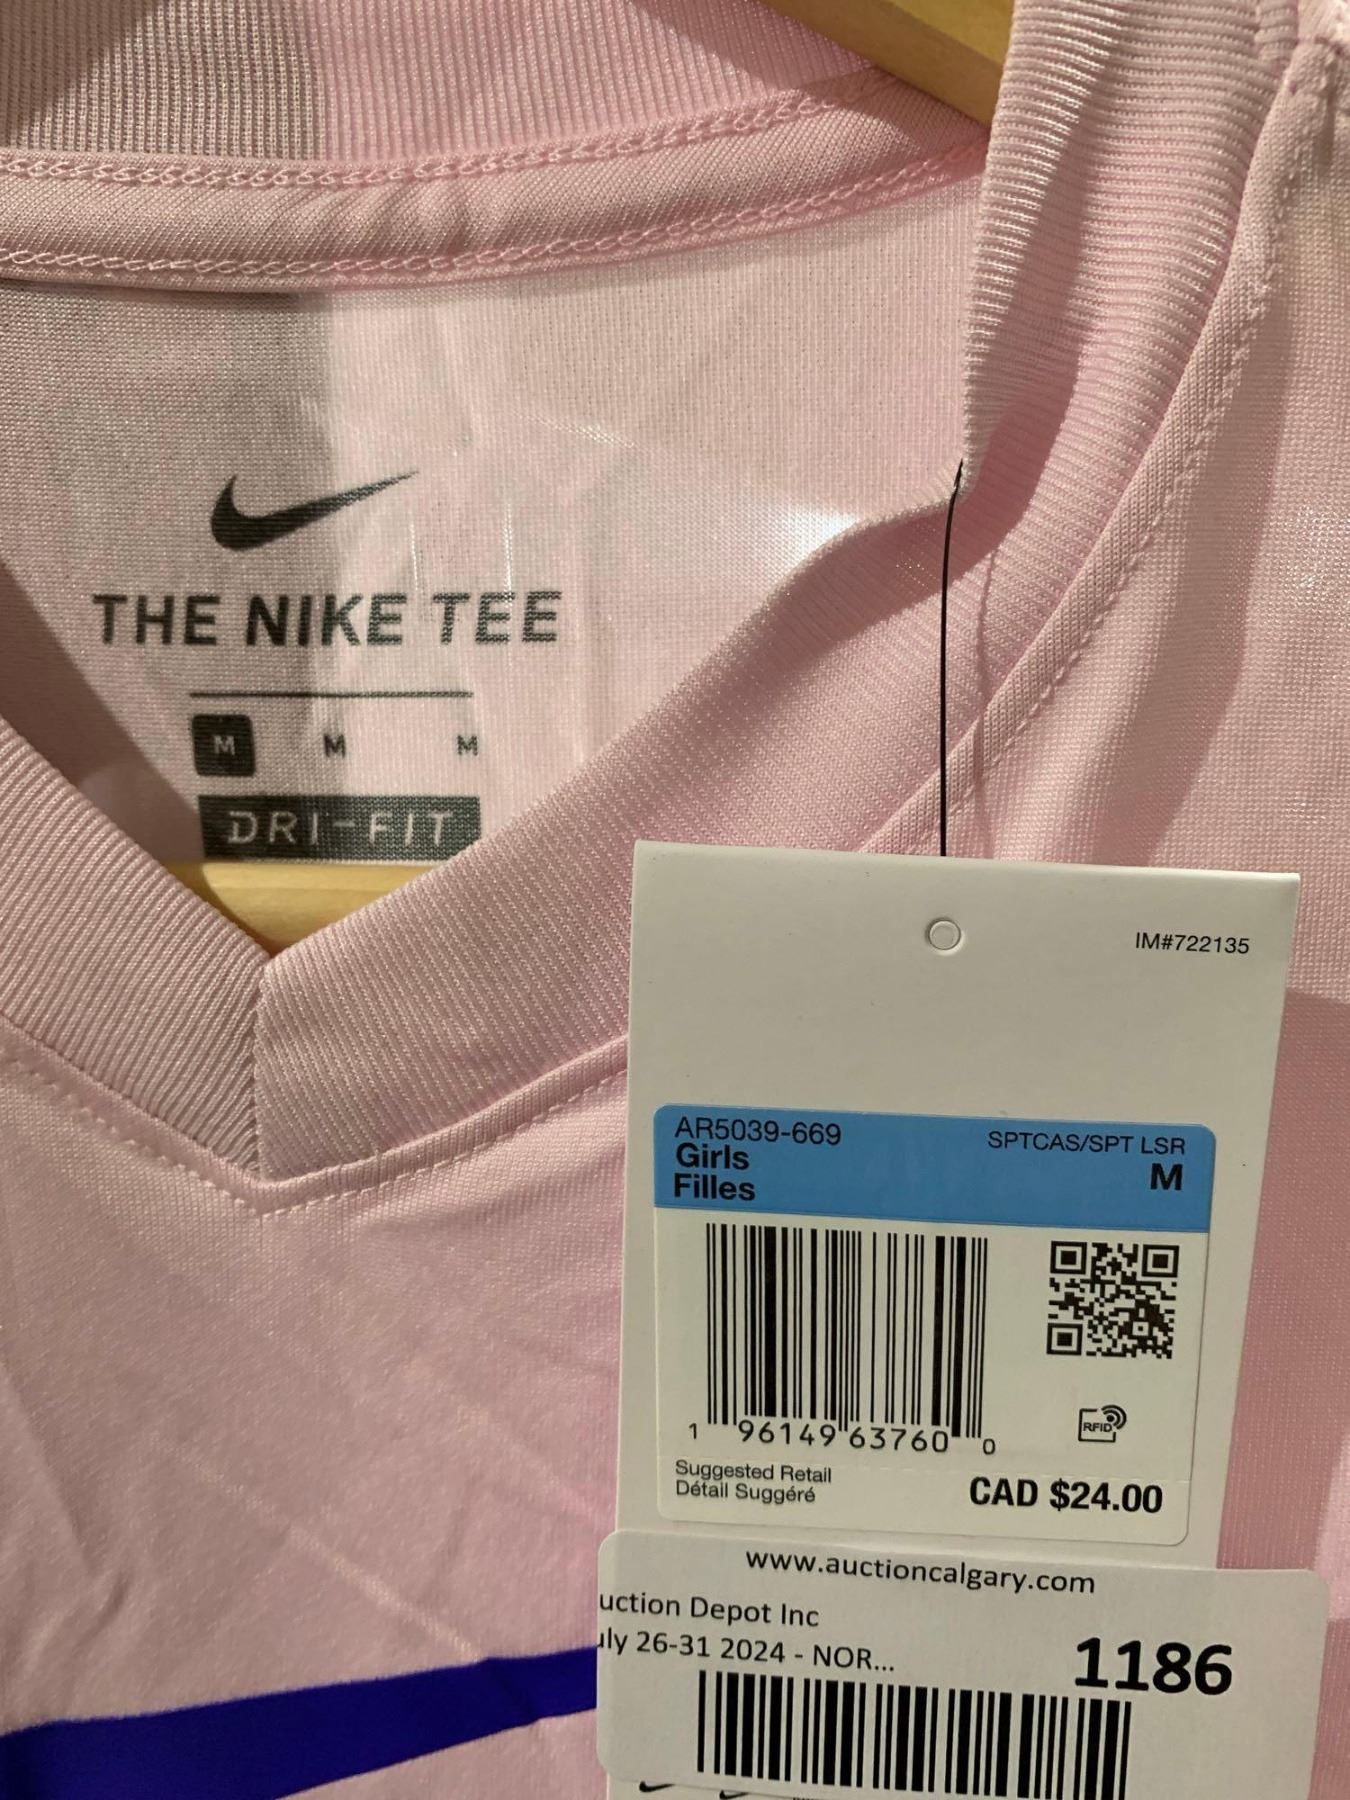 THE NIKE TEE
M M M
DRI-FIT
IM#722135
AR5039-669
SPTCAS/SPT LSR
Girls
M
Filles
1 96149 63760 0
RFID
Suggested Retail
Détail Suggéré
CAD $24.00
www.auctioncalgary.com
uction Depot Inc
uly 26-31 2024 - NOR...
1186